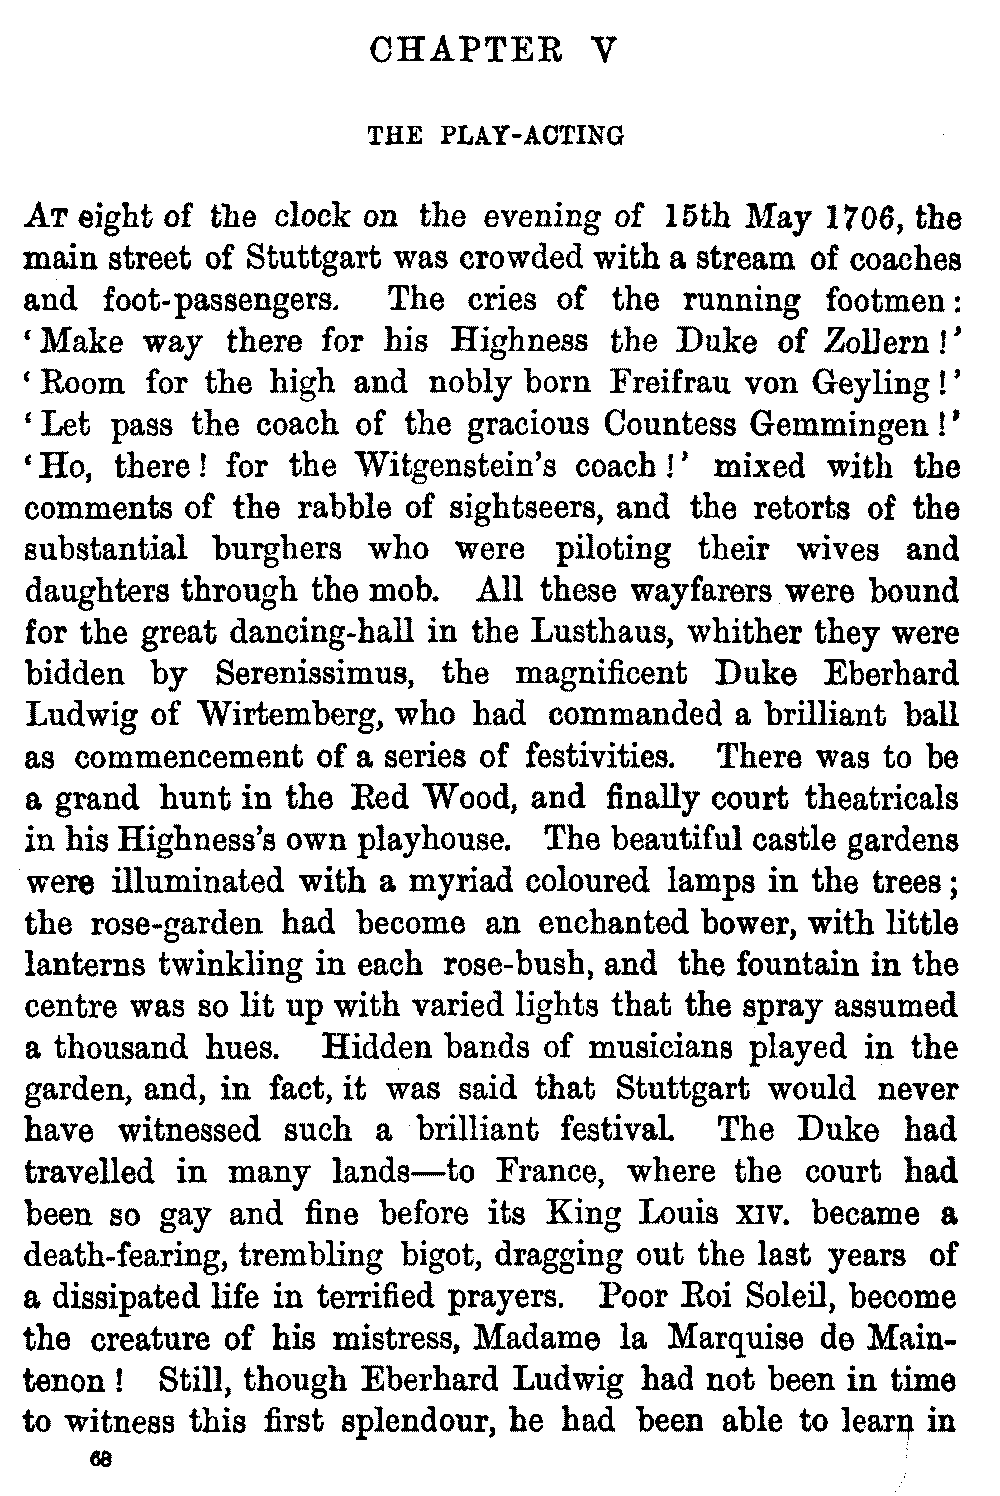 CHAPTER V
THE PLAY-ACTING
AT eight of the clock on the evening of 15th May 1706, the
main street of Stuttgart was crowded with a stream of coaches
and foot-passengers. The cries of the running footmen:
‘Make way there for his Highness the Duke of Zollern!’
‘Room for the high and nobly born Freifrau von Geyling!’
‘Let pass the coach of the gracious Countess Gemmingen!’
‘Ho, there! for the Witgenstein’s coach!’ mixed with the
comments of the rabble of sightseers, and the retorts of the
substantial burghers who were piloting their wives and
daughters through the mob. All these wayfarers were bound
for the great dancing-hall in the Lusthaus, whither they were
bidden by Serenissimus, the magnificent Duke Eberhard
Ludwig of Wirtemberg, who had commanded a brilliant ball
as commencement of a series of festivities. There was to be
a grand hunt in the Red Wood, and finally court theatricals
in his Highness’s own playhouse. The beautiful castle gardens
were illuminated with a myriad coloured lamps in the trees;
the rose-garden had become an enchanted bower, with little
lanterns twinkling in each rose-bush, and the fountain in the
centre was so lit up with varied lights that the spray assumed
a thousand hues. Hidden bands of musicians played in the
garden, and, in fact, it was said that Stuttgart would never
have witnessed such a brilliant festival. The Duke had
travelled in many lands—to France, where the court had
been so gay and fine before its King Louis XIV. became a
death-fearing, trembling bigot, dragging out the last years of
a dissipated life in terrified prayers. Poor Roi Soleil, become
the creature of his mistress, Madame la Marquise de Main-
tenon! Still, though Eberhard Ludwig had not been in time
to witness this first splendour, he had been able to learn in
68